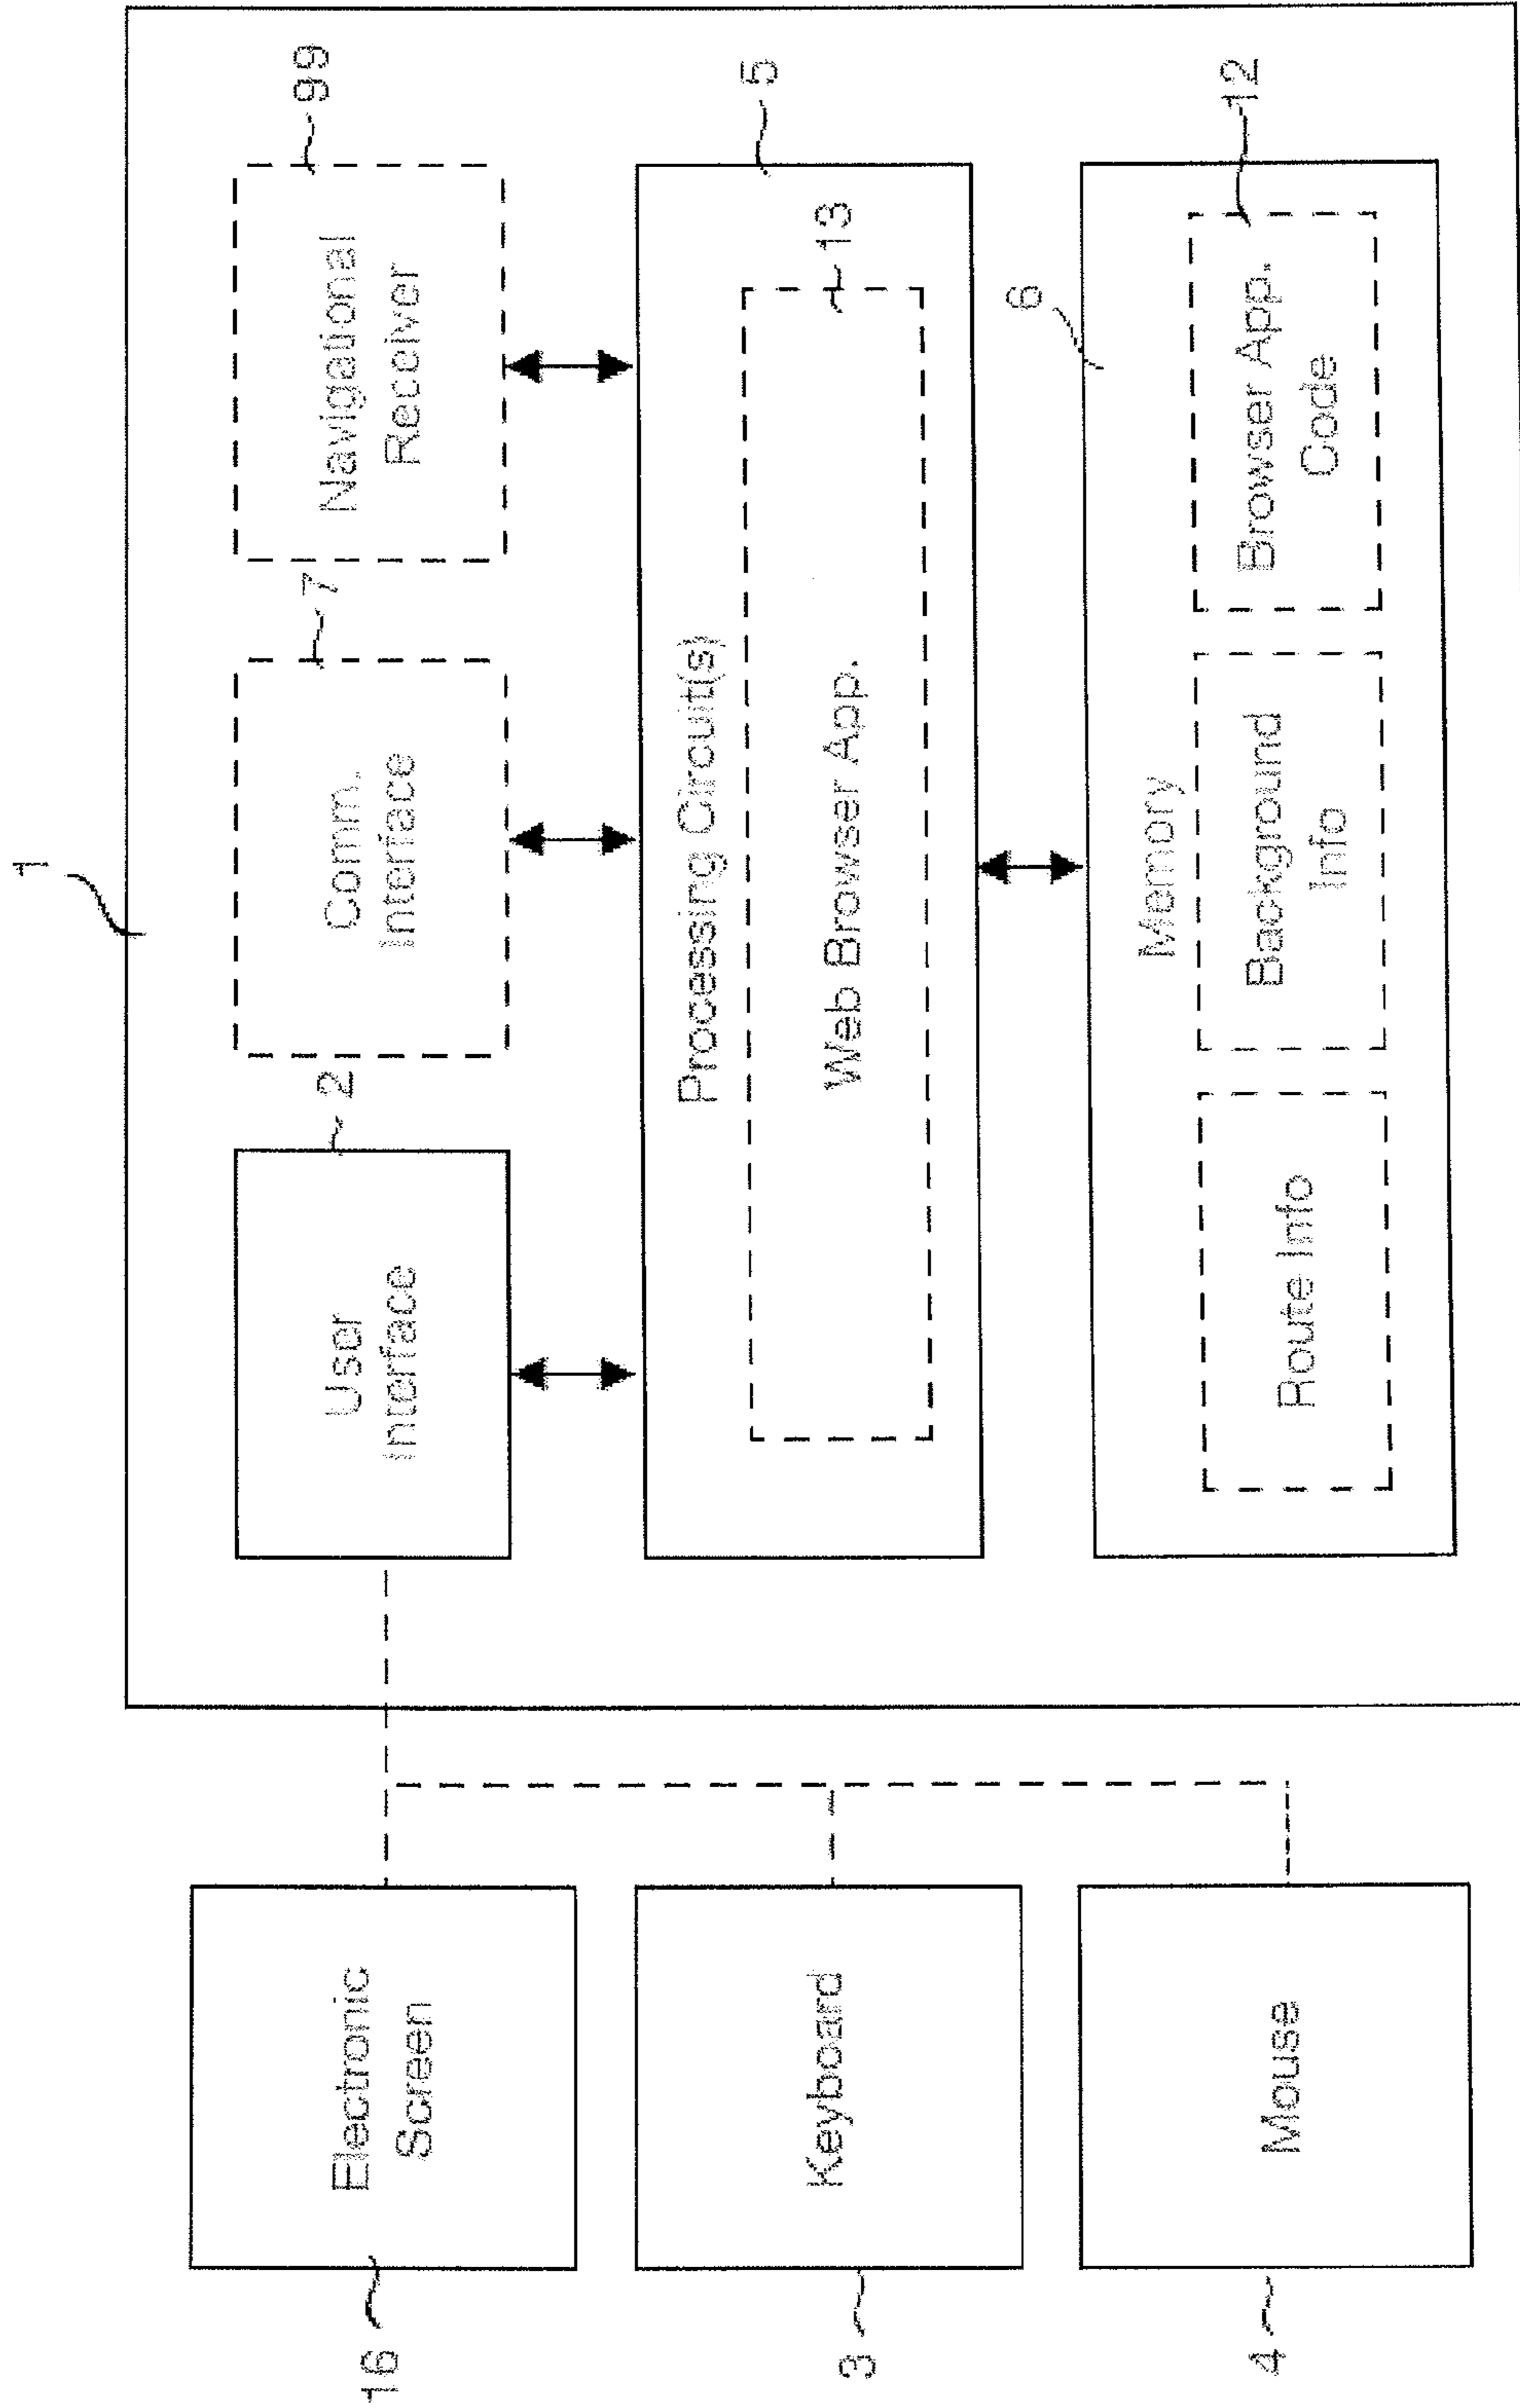 1
99
7
2
Navigational
Receiver
Comm.
Interface
User
Interface
5
Processing Circuit(s)
13
Web Browser App.
6
Memory
12
Browser App.
Code
Background
Info
Route Info
Electronic
Screen
16
Keyboard
3
Mouse
4